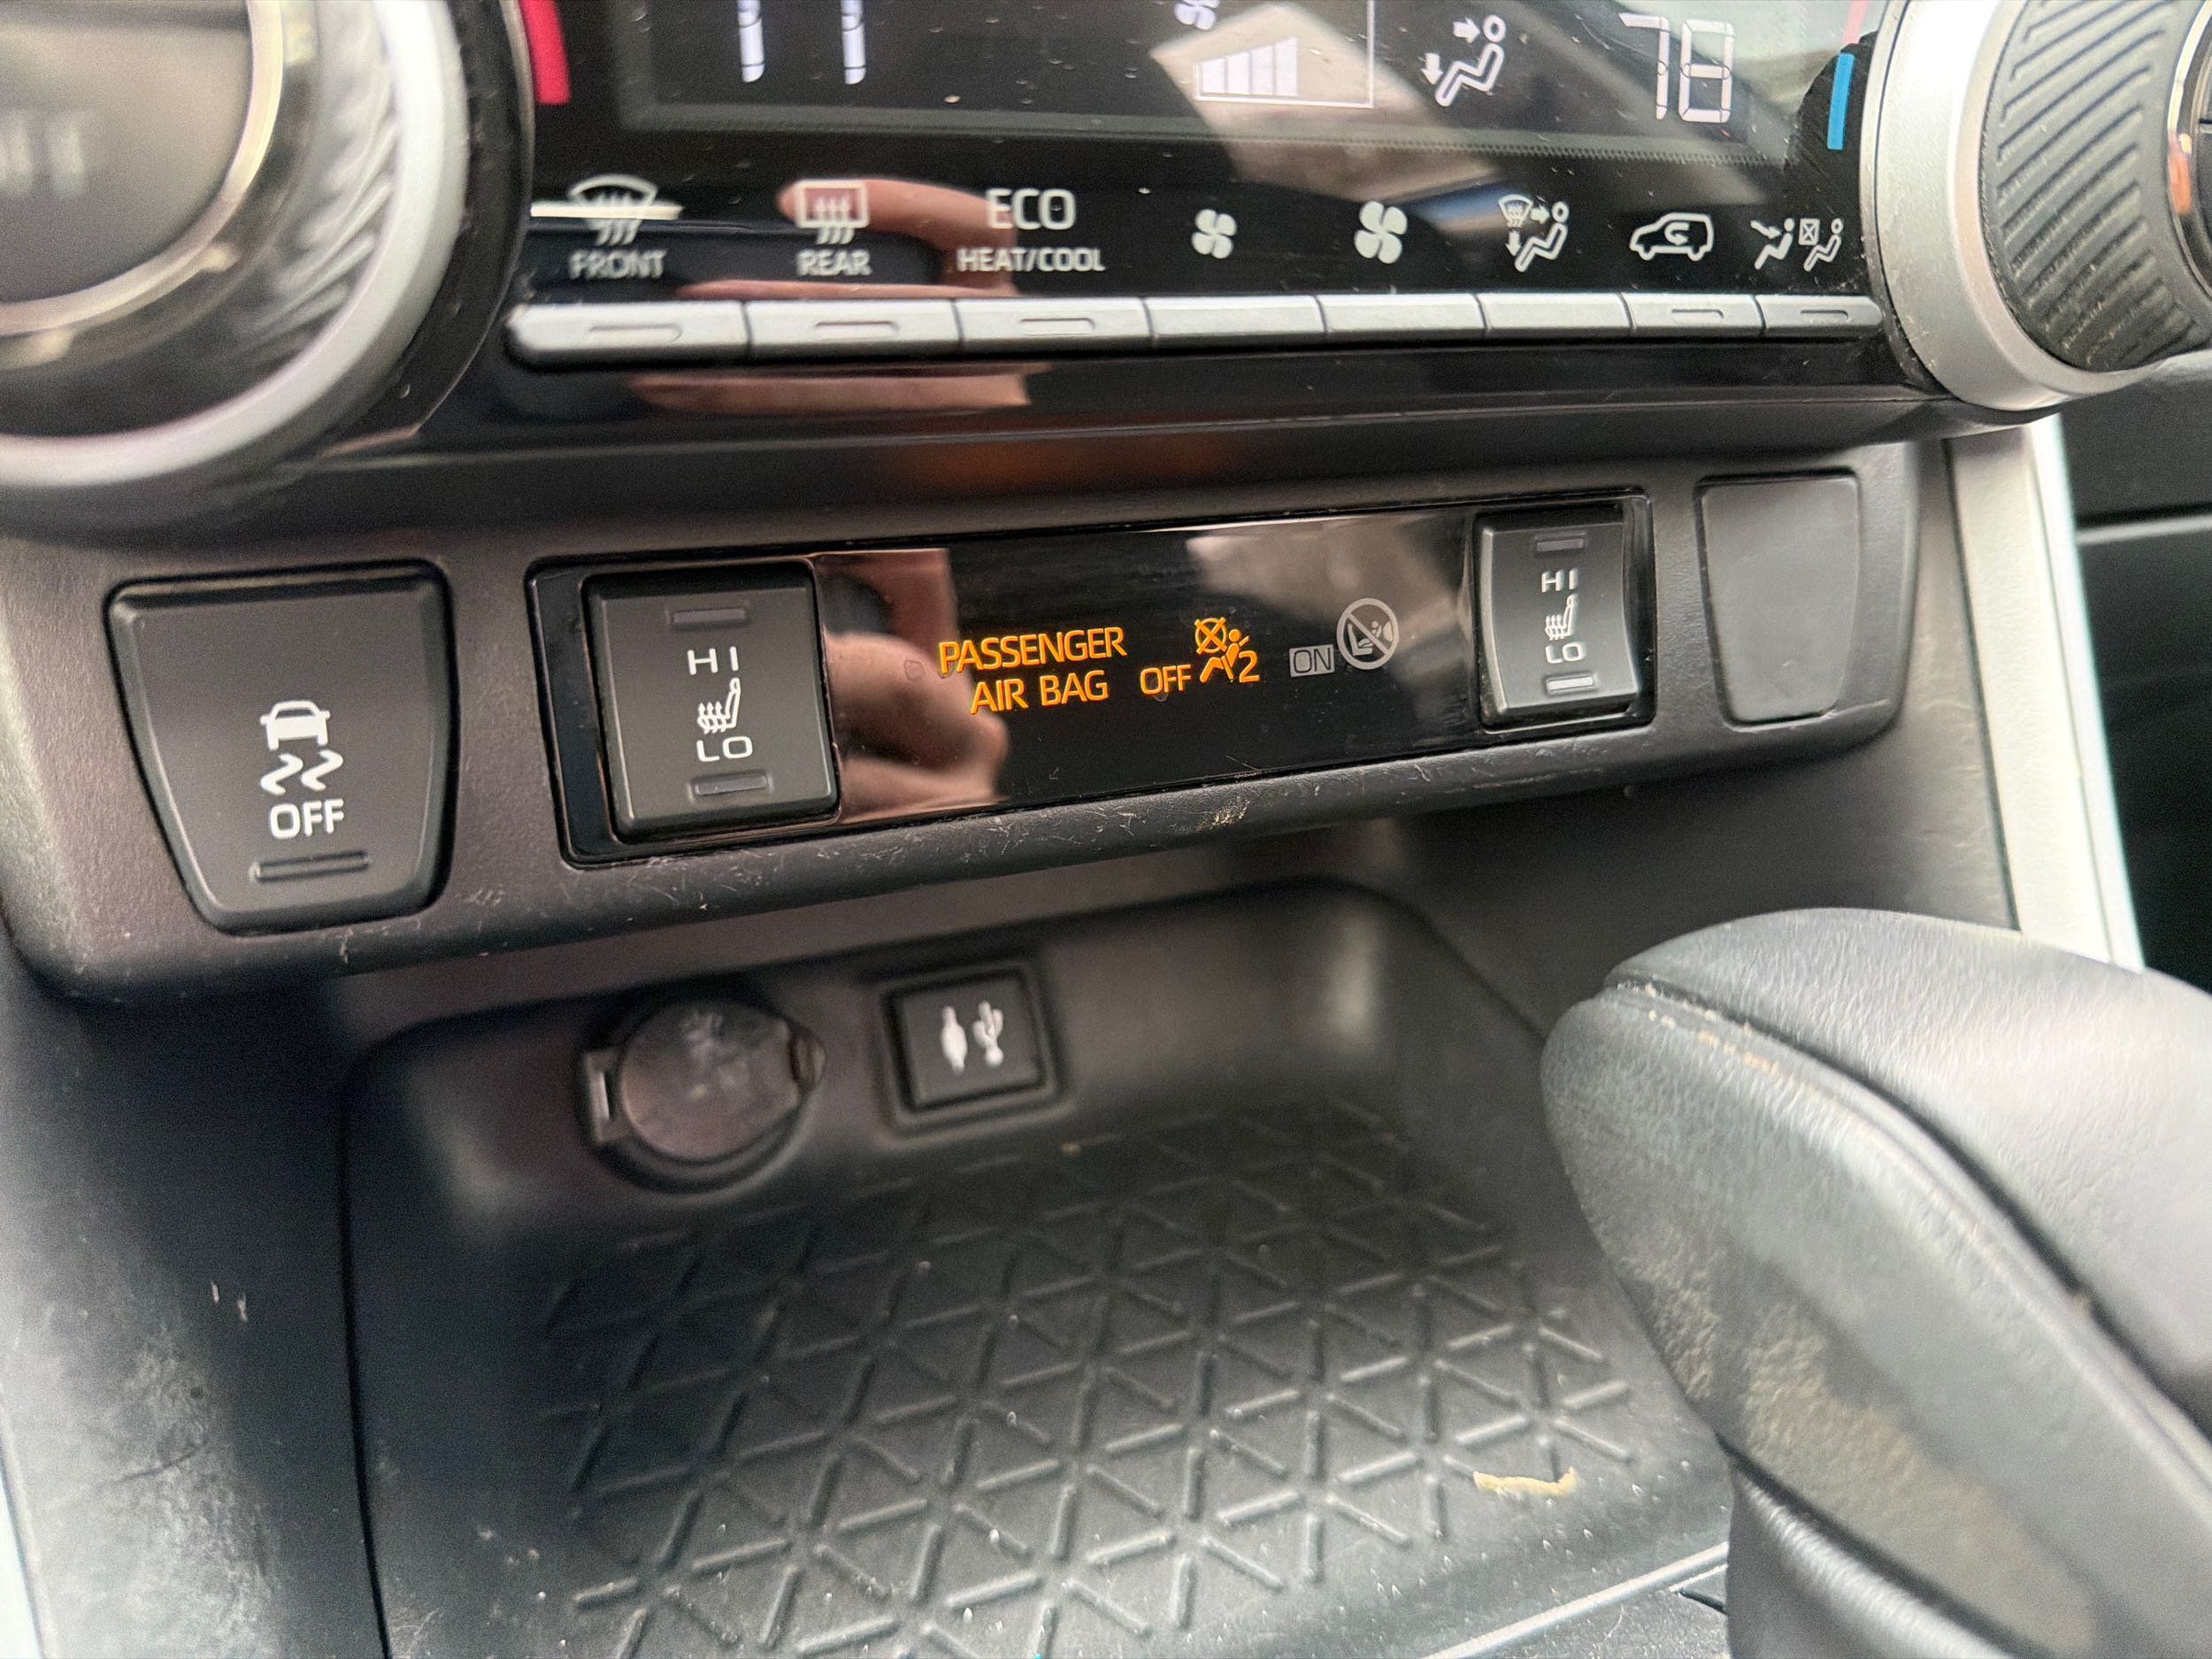 78
FRONT
REAR
ECO
HEAT/COOL
HI
LO
PASSENGER
AIR BAG
OFF
2
ON
HI
LO
OFF